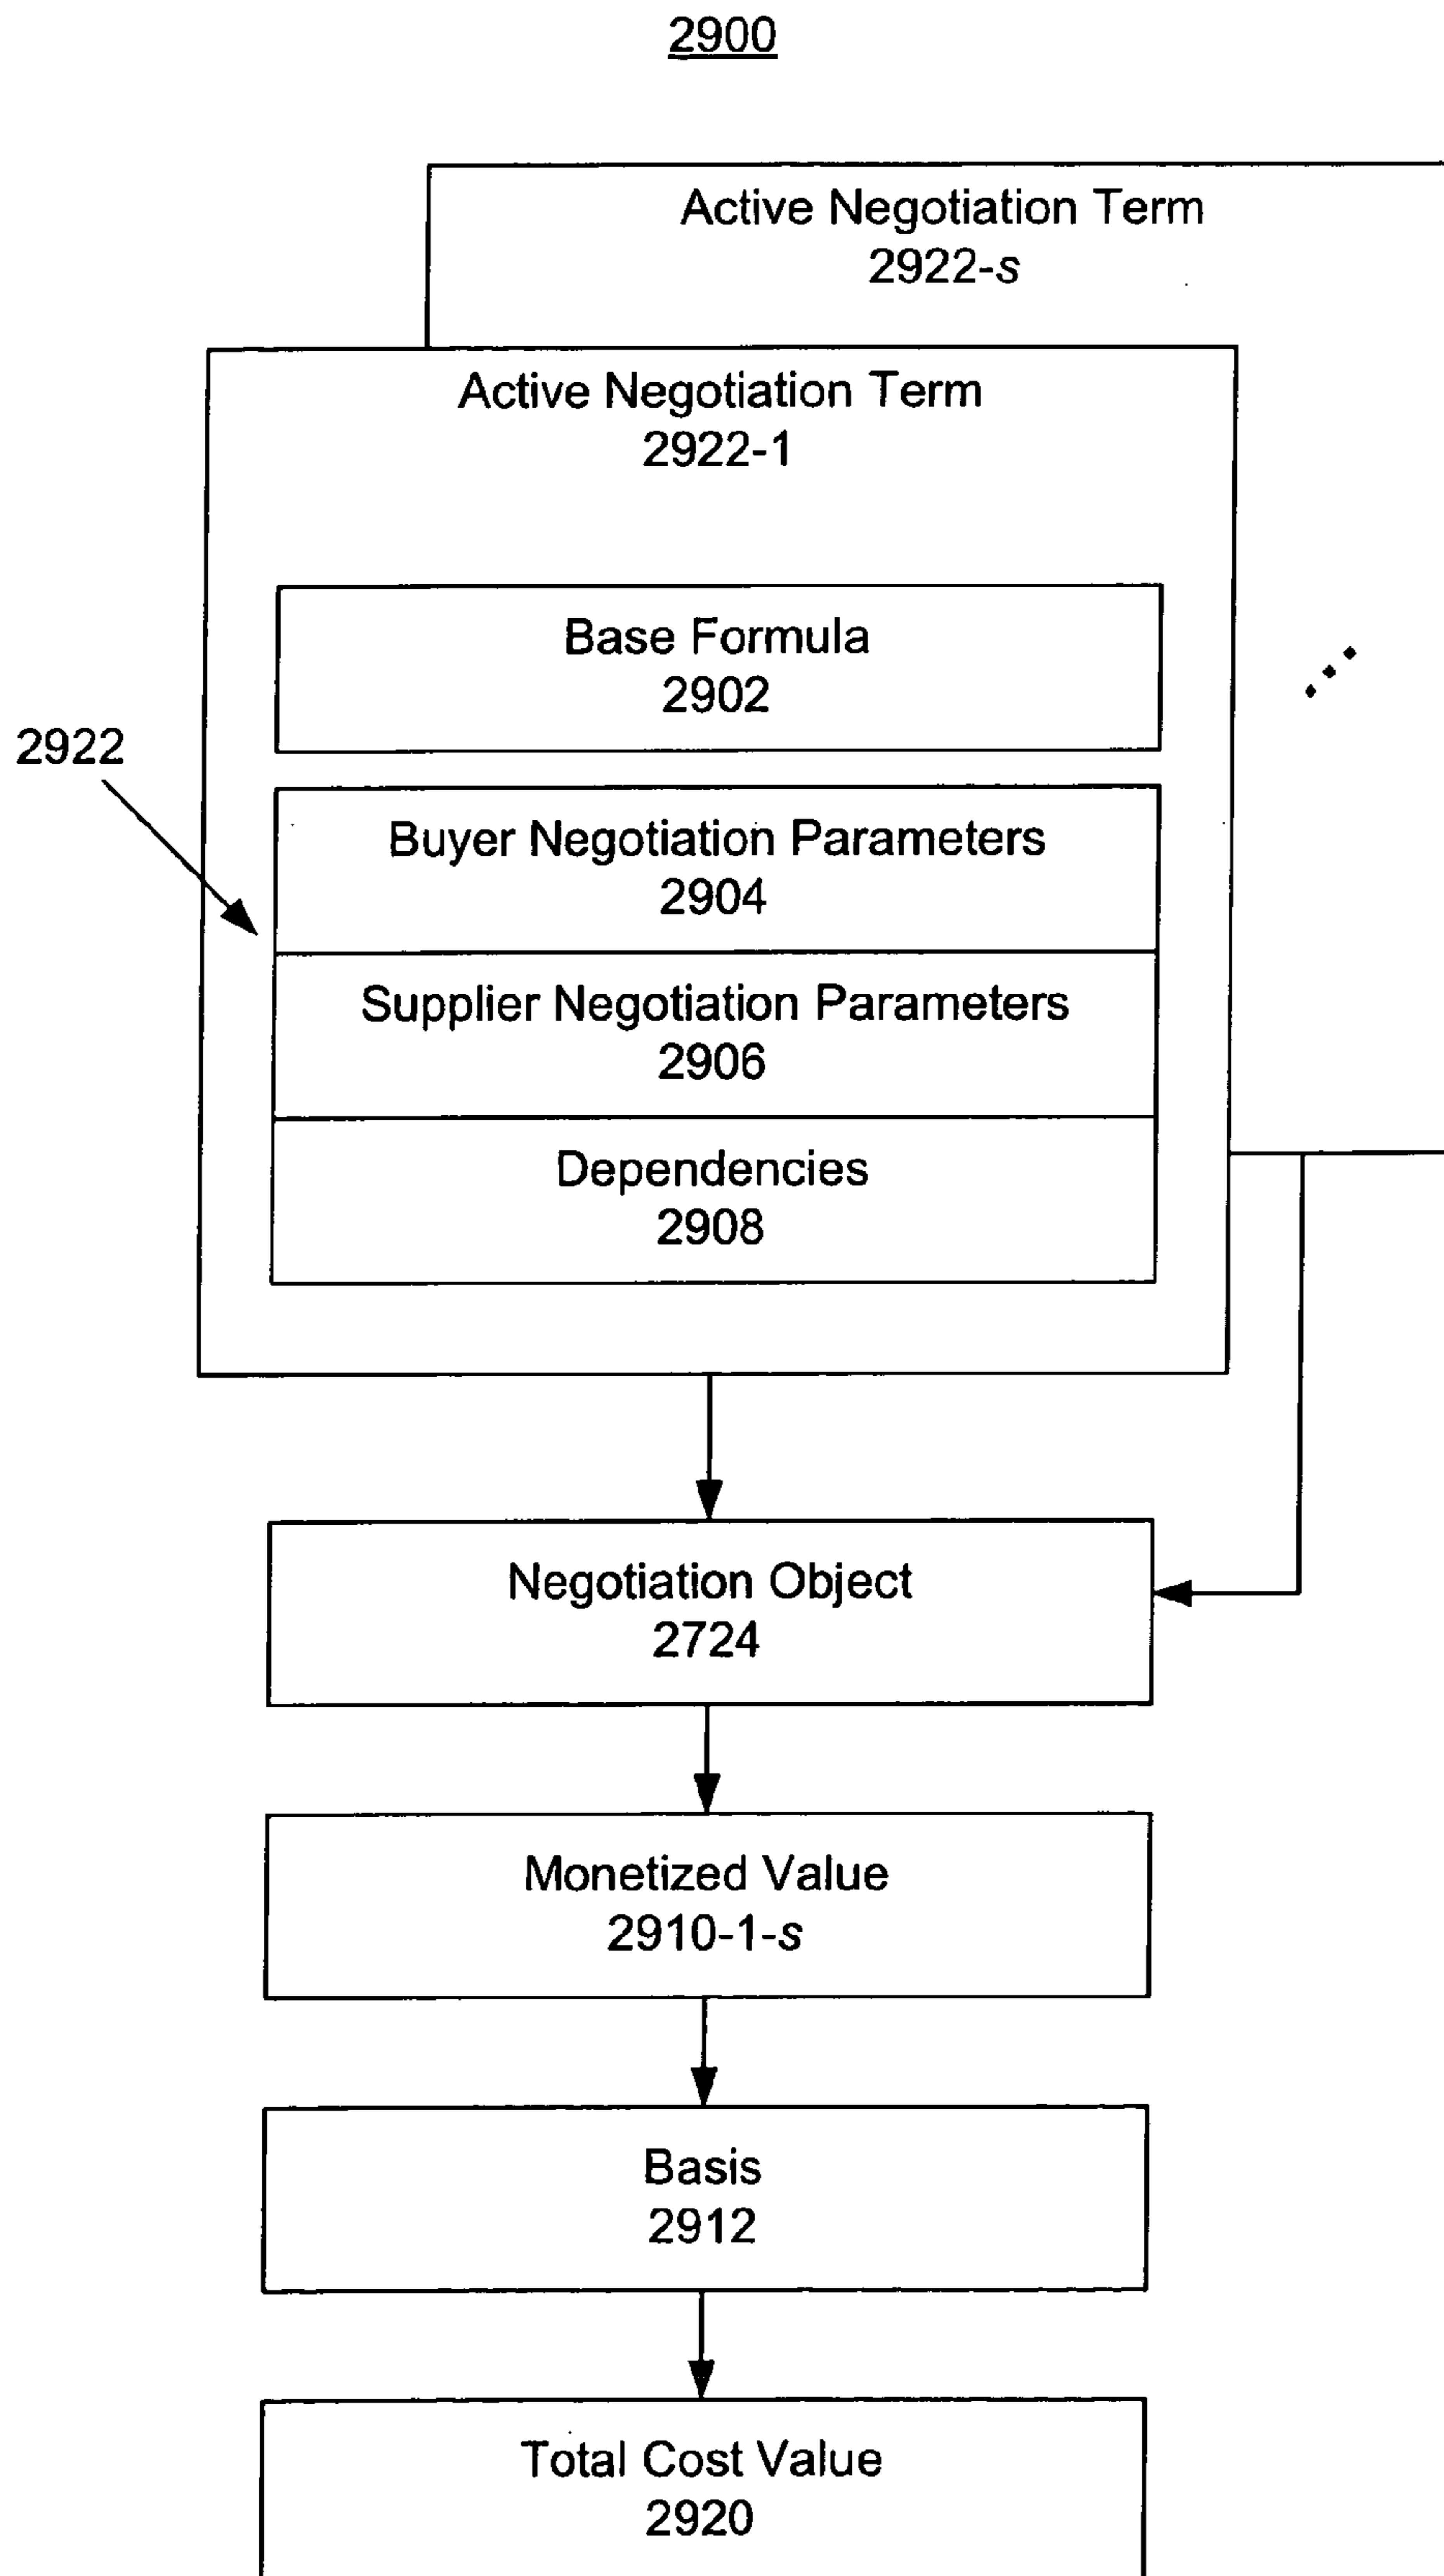 2900
Active Negotiation Term
2922-s
Active Negotiation Term
2922-1
Base Formula
2902
2922
Buyer Negotiation Parameters
2904
Supplier Negotiation Parameters
2906
Dependencies
2908
Negotiation Object
2724
Monetized Value
2910-1-s
Basis
2912
Total Cost Value
2920